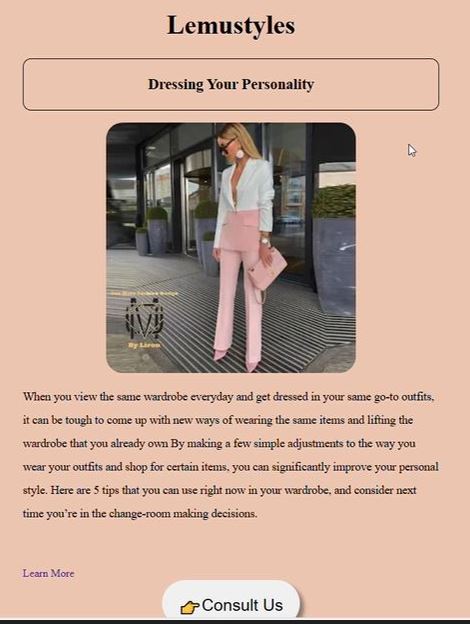 Lemustyles
Dressing Your Personality
By Liron
When you view the same wardrobe everyday and get dressed in your same go-to outfits,
it can be tough to come up with new ways of wearing the same items and lifting the
wardrobe that you already own By making a few simple adjustments to the way you
wear your outfits and shop for certain items, you can significantly improve your personal
style. Here are 5 tips that you can use right now in your wardrobe, and consider next
time you're in the change-room making decisions.
Learn More
👉Consult Us